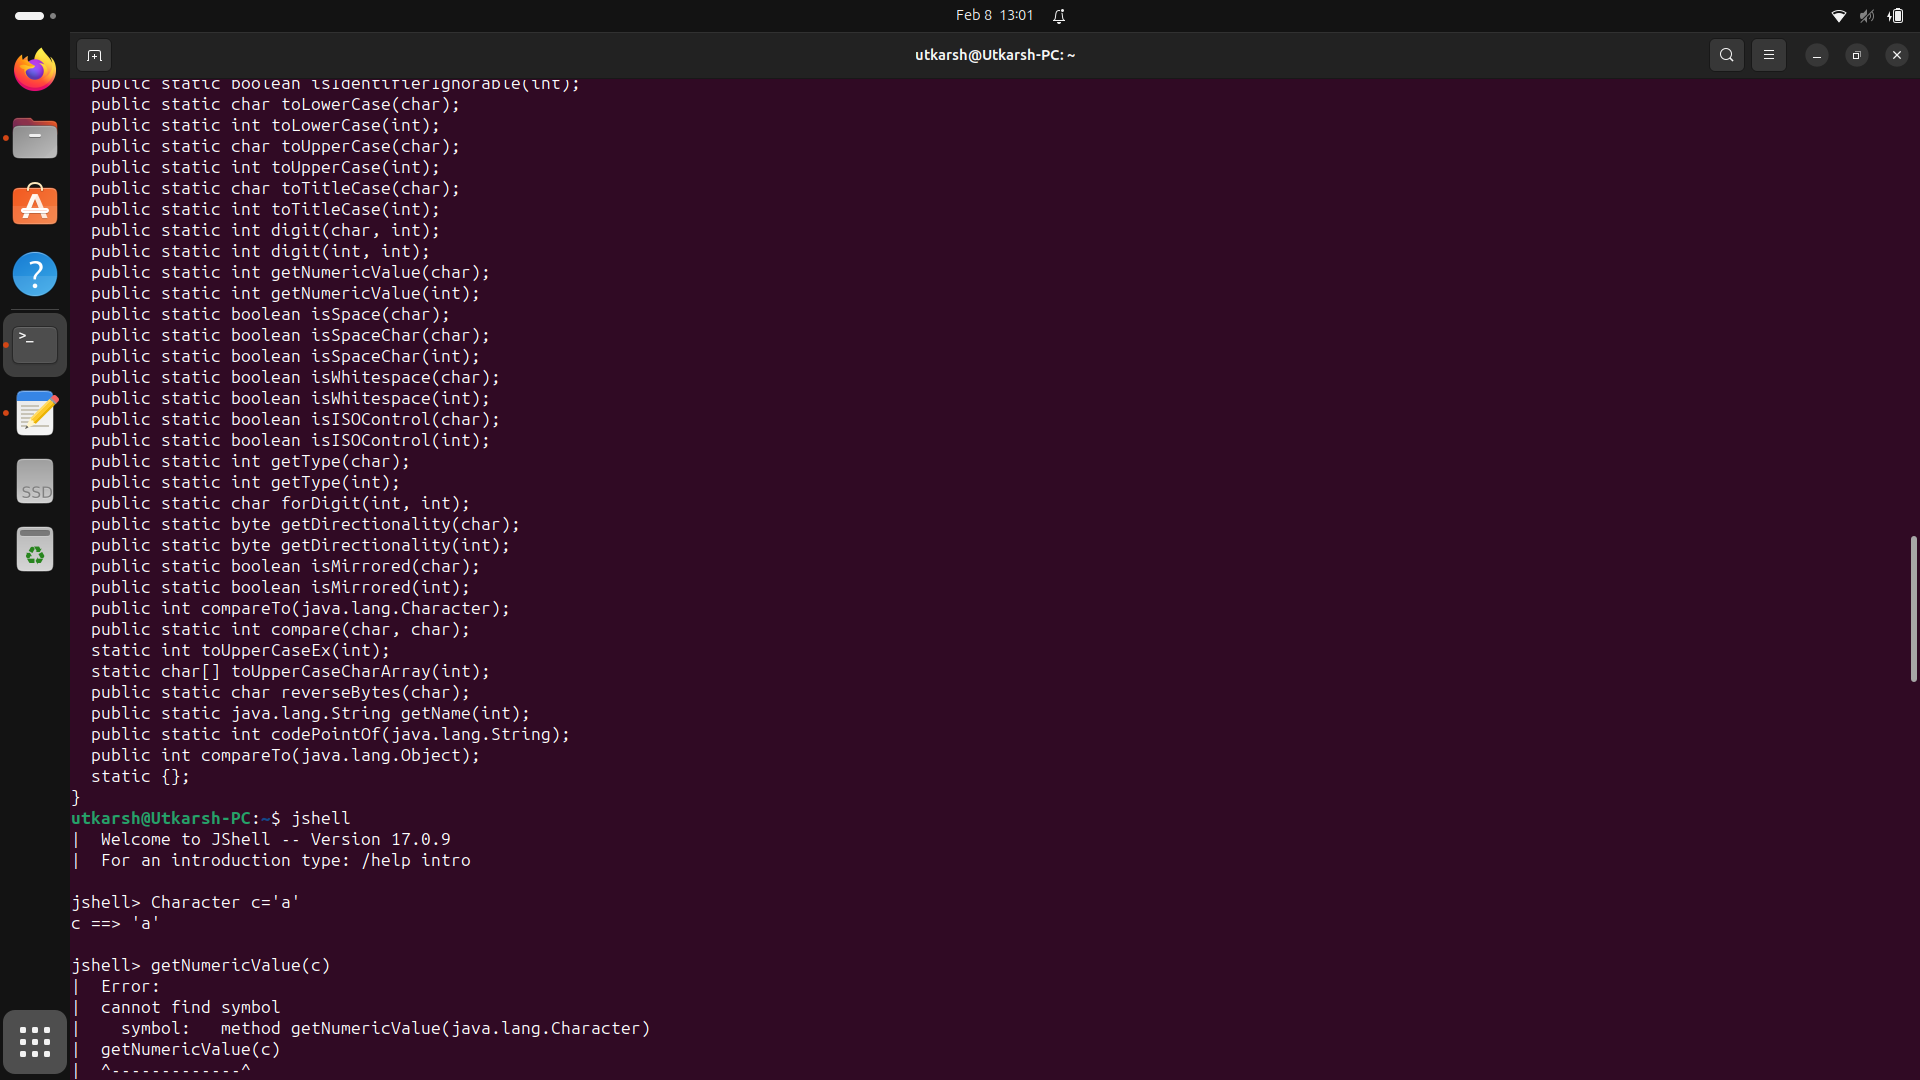 Feb 8 13:01
utkarsh@Utkarsh-PC: ~
public static boolean isIdentifierIgnorable(int);
public static char toLowerCase(char);
public static int toLowerCase(int);
public static char toUpperCase(char);
public static int toUpperCase(int);
public static char toTitleCase(char);
public static int toTitleCase(int);
public static int digit(char, int);
public static int digit(int, int);
public static int getNumericValue(char);
public static int getNumericValue(int);
public static boolean isSpace(char);
public static boolean isSpaceChar(char);
public static boolean isSpaceChar(int);
public static boolean isWhitespace(char);
public static boolean isWhitespace(int);
public static boolean isISOControl(char);
public static boolean isISOControl(int);
public static int getType(char);
public static int getType(int);
public static char forDigit(int, int);
public static byte getDirectionality(char);
public static byte getDirectionality(int);
public static boolean isMirrored(char);
public static boolean isMirrored(int);
public int compareTo(java.lang.Character);
public static int compare(char, char);
static int toUpperCaseEx(int);
static char[] toUpperCaseCharArray(int);
public static char reverseBytes(char);
public static java.lang.String getName(int);
public static int codePointOf(java.lang.String);
public int compareTo(java.lang.Object);
static {};
}
utkarsh@Utkarsh-PC:~$ jshell
|  Welcome to JShell -- Version 17.0.9
|  For an introduction type: /help intro
jshell> Character c='a'
c ==> 'a'
jshell> getNumericValue(c)
|  Error:
|  cannot find symbol
|    symbol:   method getNumericValue(java.lang.Character)
|  getNumericValue(c)
|  ^-------------^
SSD